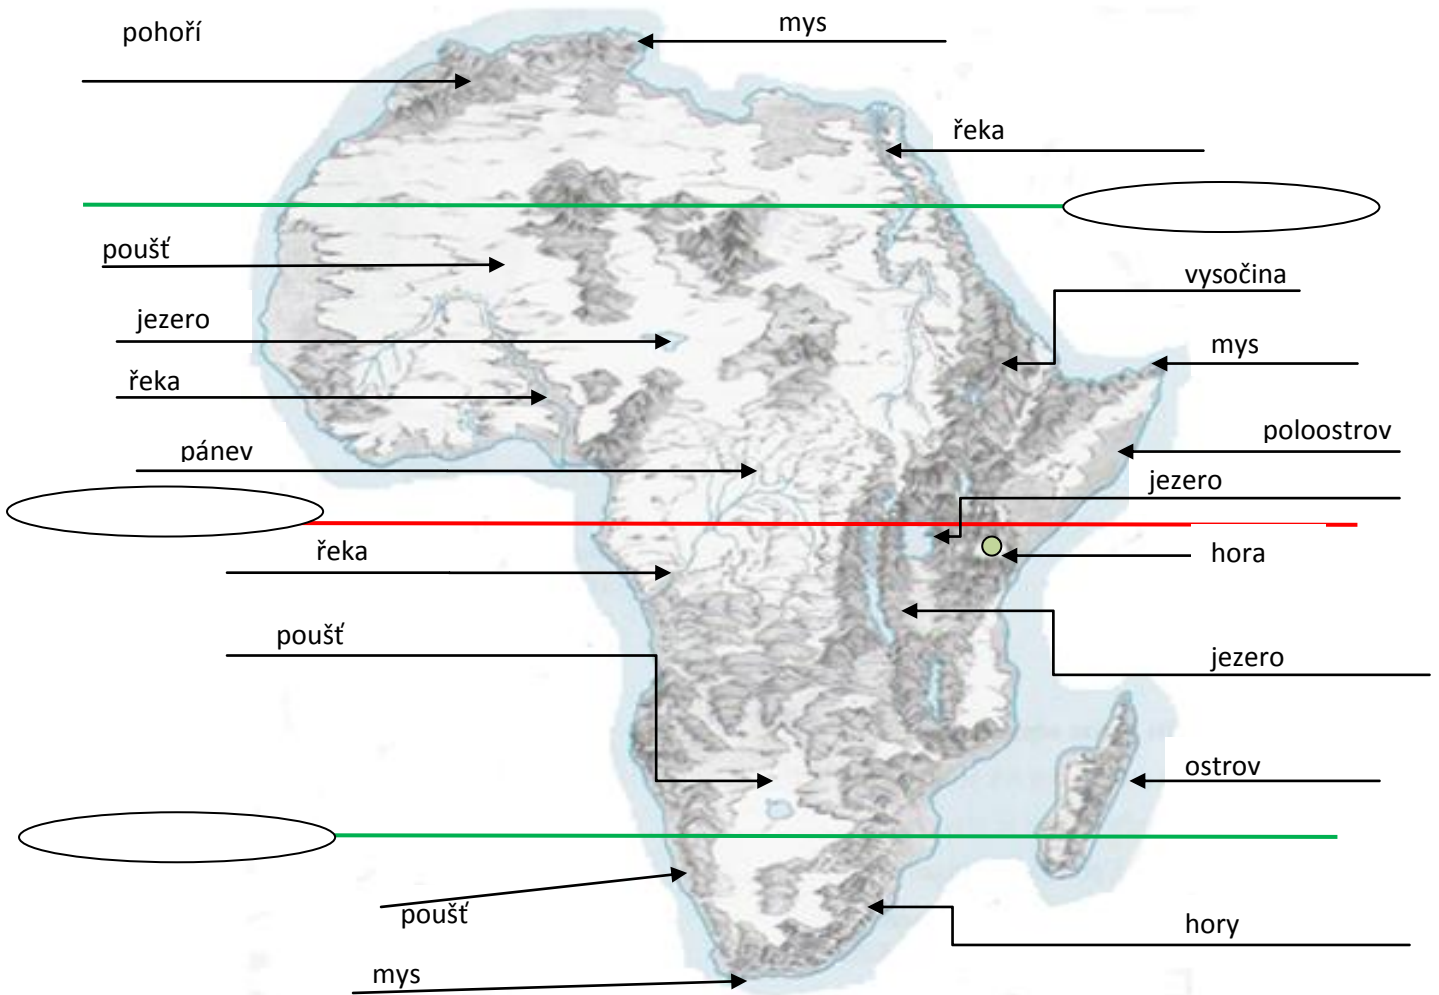 mys
pohoří
řeka
poušť
vysočina
jezero
mys
řeka
poloostrov
pánev
jezero
řeka
hora
poušť
jezero
ostrov
poušť
hory
mys